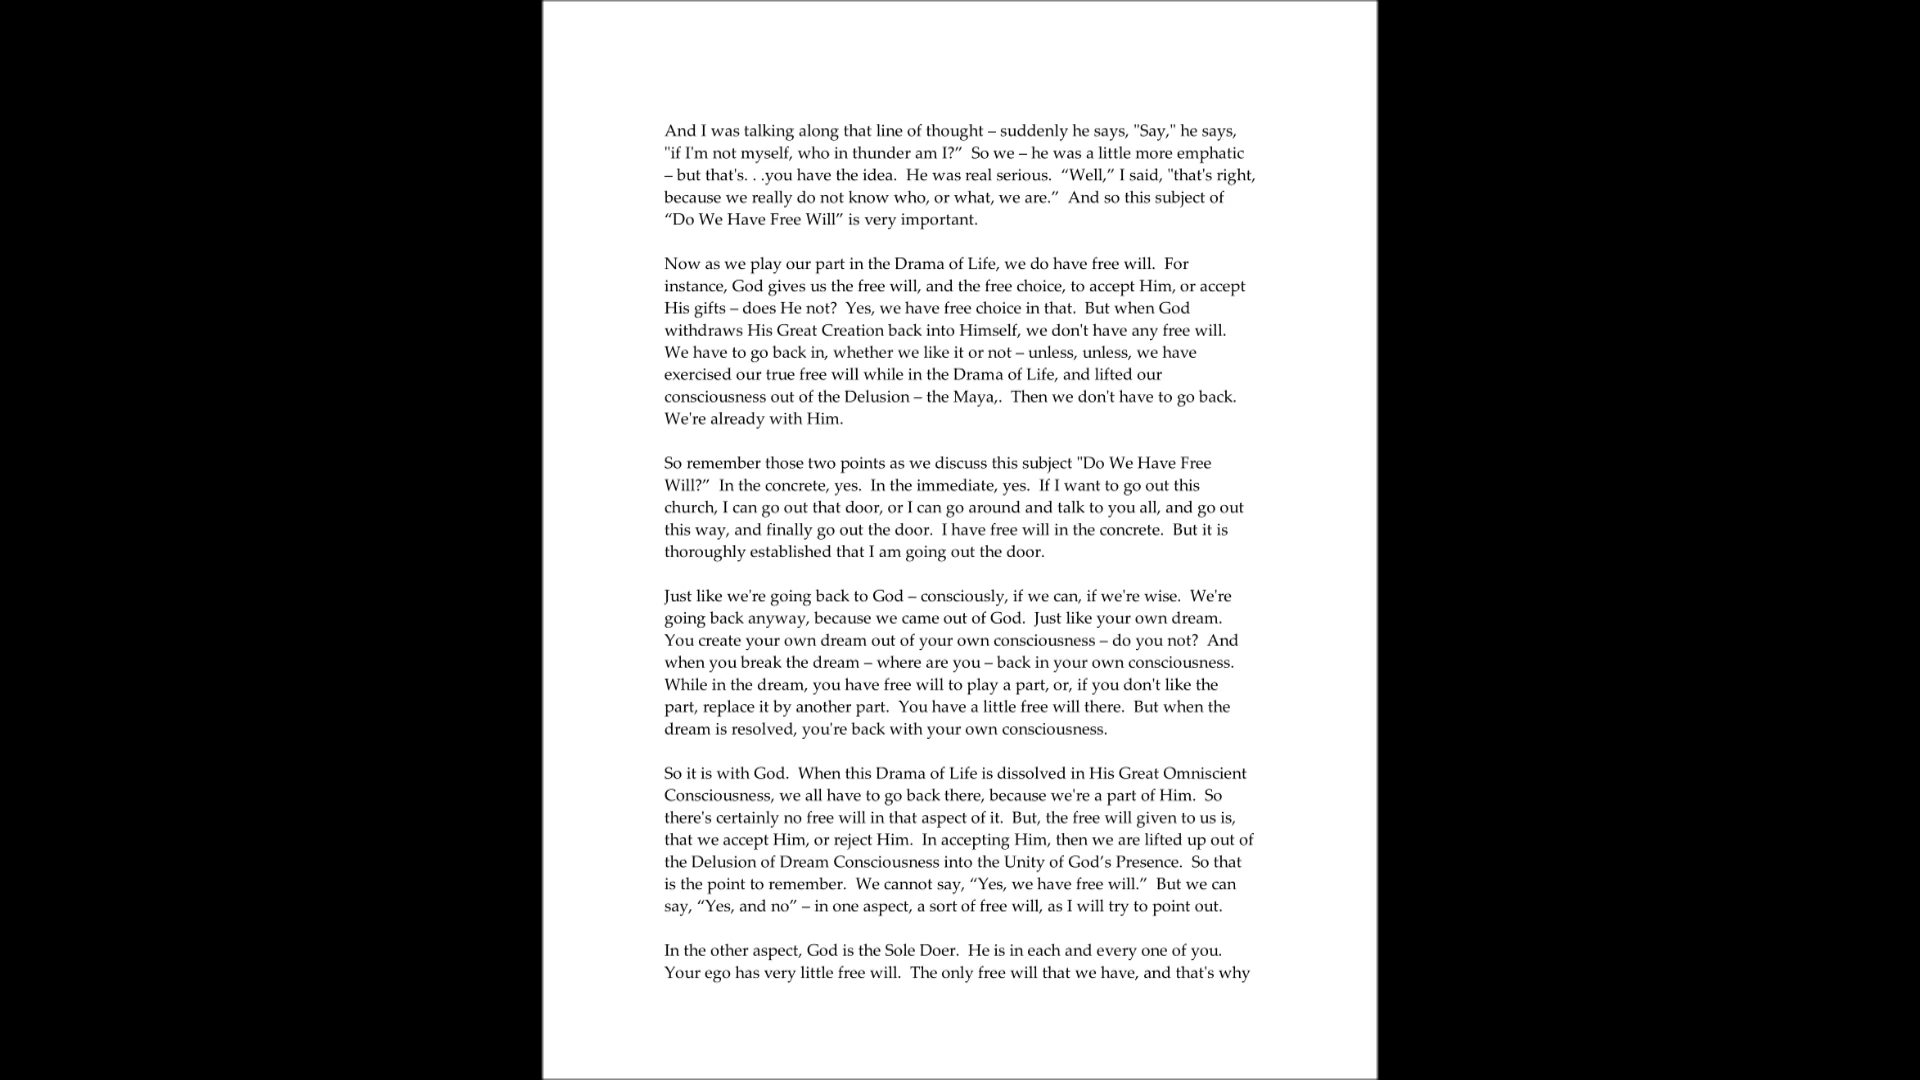 And I was talking along that line of thought – suddenly he says, "Say," he says,
"if I'm not myself, who in thunder am I?”  So we – he was a little more emphatic
– but that's. . .you have the idea.  He was real serious.  “Well,” I said, "that's right,
because we really do not know who, or what, we are.”  And so this subject of
“Do We Have Free Will” is very important.
Now as we play our part in the Drama of Life, we do have free will.  For
instance, God gives us the free will, and the free choice, to accept Him, or accept
His gifts – does He not?  Yes, we have free choice in that.  But when God
withdraws His Great Creation back into Himself, we don't have any free will.
We have to go back in, whether we like it or not – unless, unless, we have
exercised our true free will while in the Drama of Life, and lifted our
consciousness out of the Delusion – the Maya,.  Then we don't have to go back.
We're already with Him.
So remember those two points as we discuss this subject "Do We Have Free
Will?”  In the concrete, yes.  In the immediate, yes.  If I want to go out this
church, I can go out that door, or I can go around and talk to you all, and go out
this way, and finally go out the door.  I have free will in the concrete.  But it is
thoroughly established that I am going out the door.
Just like we're going back to God – consciously, if we can, if we're wise.  We're
going back anyway, because we came out of God.  Just like your own dream.
You create your own dream out of your own consciousness – do you not?  And
when you break the dream – where are you – back in your own consciousness.
While in the dream, you have free will to play a part, or, if you don't like the
part, replace it by another part.  You have a little free will there.  But when the
dream is resolved, you're back with your own consciousness.
So it is with God.  When this Drama of Life is dissolved in His Great Omniscient
Consciousness, we all have to go back there, because we're a part of Him.  So
there's certainly no free will in that aspect of it.  But, the free will given to us is,
that we accept Him, or reject Him.  In accepting Him, then we are lifted up out of
the Delusion of Dream Consciousness into the Unity of God’s Presence.  So that
is the point to remember.  We cannot say, “Yes, we have free will.”  But we can
say, “Yes, and no” – in one aspect, a sort of free will, as I will try to point out.
In the other aspect, God is the Sole Doer.  He is in each and every one of you.
Your ego has very little free will.  The only free will that we have, and that's why